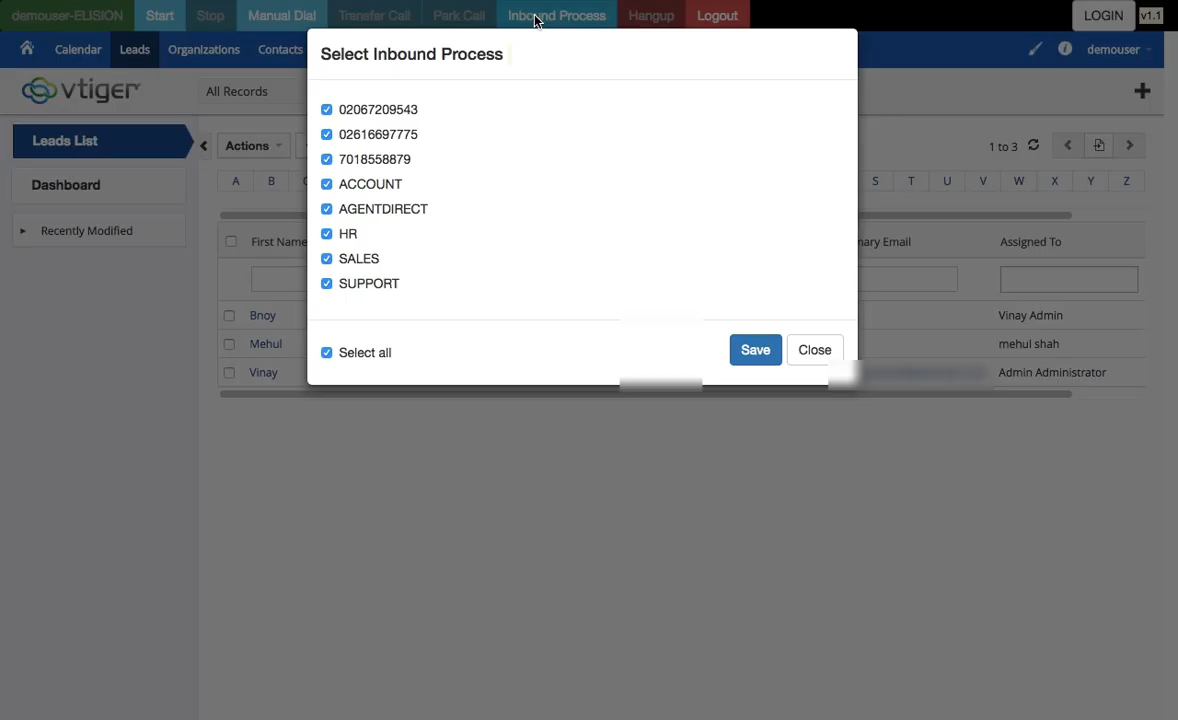 demouser-ELISION Start Stop Manual Dial Transfer Call Park Call Inbound Process Hangup Logout LOGIN v1.1
Calendar Leads Organizations Contacts demouser
Select Inbound Process
vtiger All Records
02067209543
02616697775
7018558879
ACCOUNT
AGENTDIRECT
HR
SALES
SUPPORT
Select all Save Close
Leads List
Dashboard
Recently Modified
Actions 1 to 3
A B S T U V W X Y Z
First Name Email Assigned To
Bnoy Vinay Admin
Mehul mehul shah
Vinay Admin Administrator